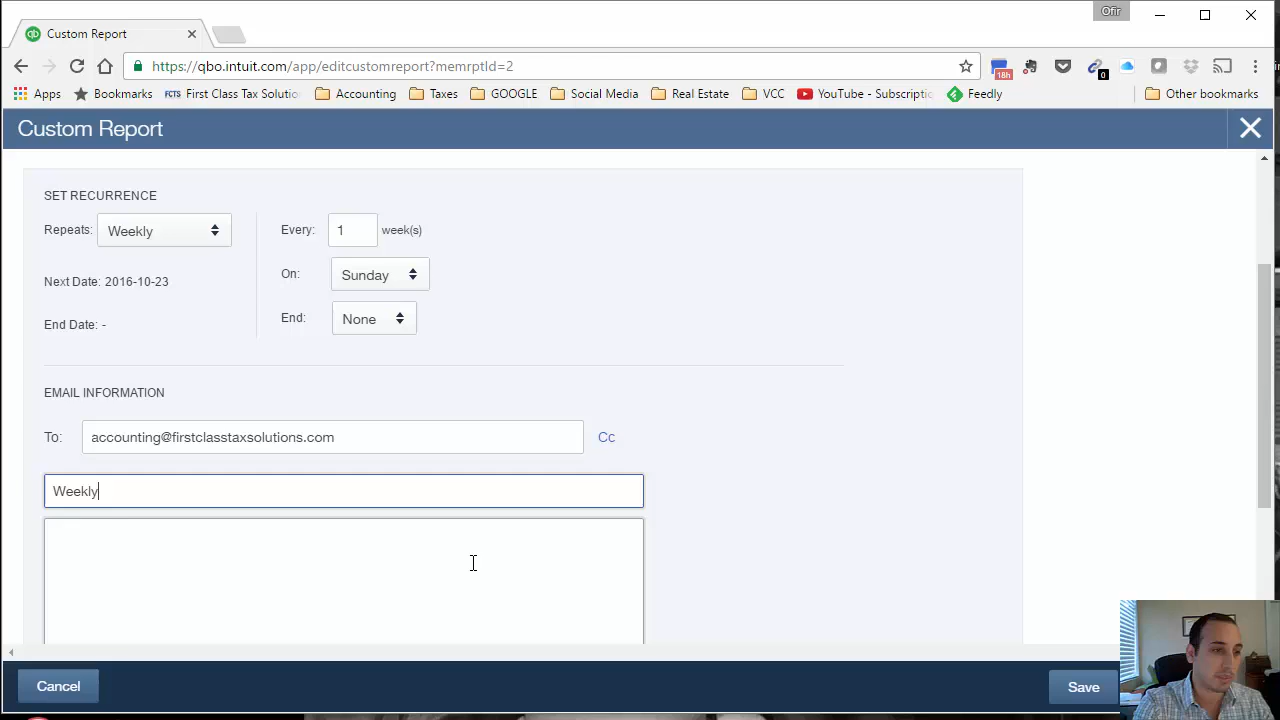 Ofir
Custom Report
https://qbo.intuit.com/app/editcustomreport?memrptId=2
18h
0
Apps
Bookmarks
FCTS First Class Tax Solutio
Accounting
Taxes
GOOGLE
Social Media
Real Estate
VCC
YouTube - Subscriptio
Feedly
Other bookmarks
Custom Report
SET RECURRENCE
Repeats: Weekly
Every: 1 week(s)
Next Date: 2016-10-23
On: Sunday
End Date: -
End: None
EMAIL INFORMATION
To: accounting@firstclasstaxsolutions.com Cc
Weekly
Cancel
Save